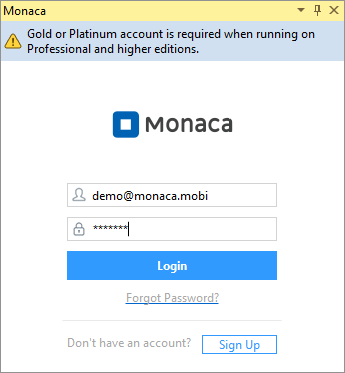 Monaca
Gold or Platinum account is required when running on
Professional and higher editions.
Monaca
demo@monaca.mobi
*******
Login
Forgot Password?
Don't have an account?
Sign Up